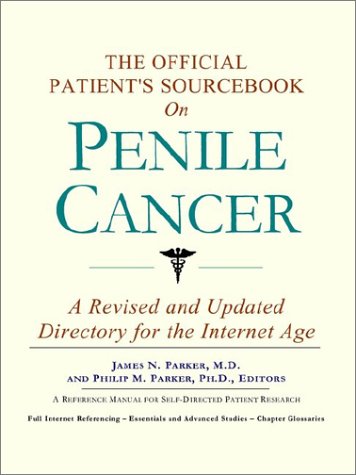 THE OFFICIAL
PATIENT'S SOURCEBOOK
On
PENILE
CANCER
A Revised and Updated
Directory for the Internet Age
JAMES N. PARKER, M.D.
AND PHILIP M. PARKER, PH.D., EDITORS
A REFERENCE MANUAL FOR SELF-DIRECTED PATIENT RESEARCH
Full Internet Referencing – Essentials and Advanced Studies – Chapter Glossaries